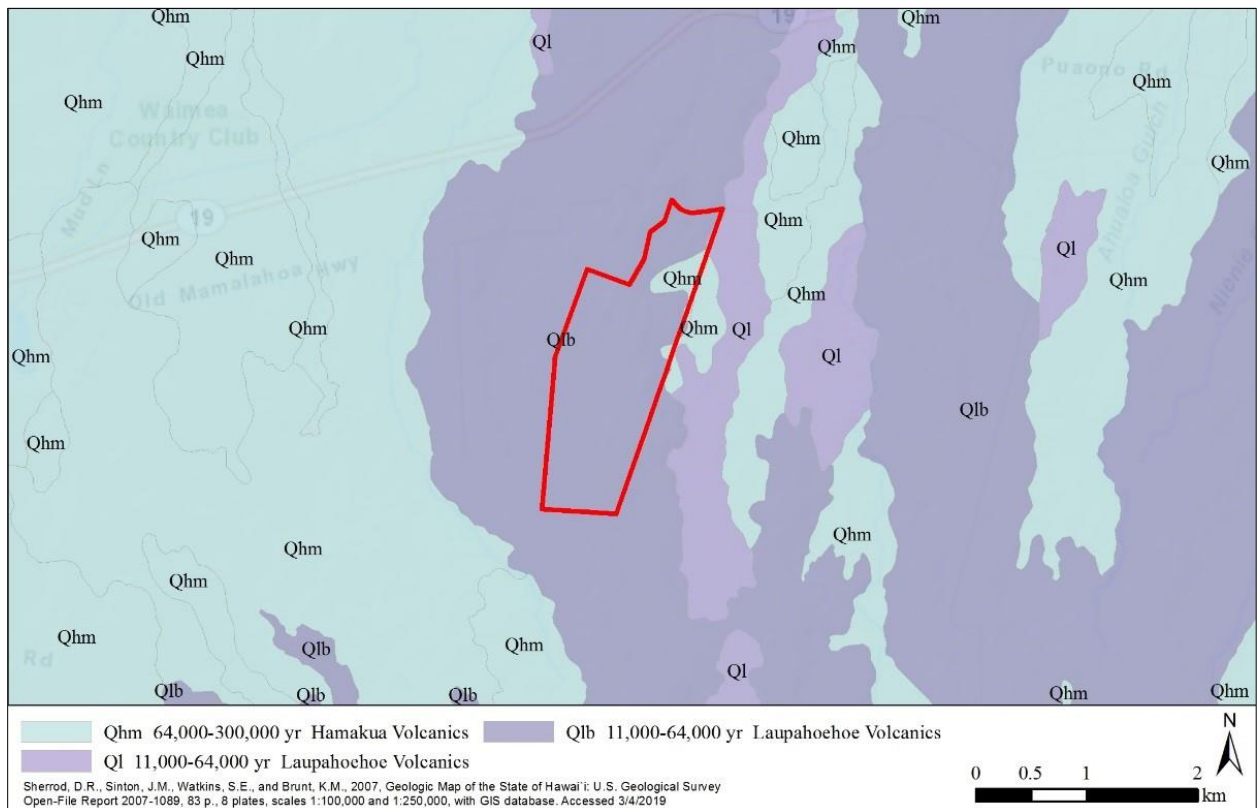 Qhm
19
Qhm
Ql
Qhm
Qhm
Qhm
Puaono Rd
Qhm
Waimea
Country Club
Qhm
Qhm
Mud Ln
19
Qhm
Qhm
Ahualoa Gulch
Qhm
Ql
Old Mamalahoa Hwy
Qhm
Qhm
Qhm
Nienie
Qhm
Qhm
Qlb
Ql
Ql
Qhm
Qlb
Qhm
Qhm
Qhm
Qhm
Qhm
Qhm
Qlb
Rd
Qlb
Qlb
Qlb
Ql
Qhm
Qhm
Qhm 64,000-300,000 yr Hamakua Volcanics
Qlb 11,000-64,000 yr Laupahoehoe Volcanics
Ql 11,000-64,000 yr Laupahoehoe Volcanics
N
Sherrod, D.R., Sinton, J.M., Watkins, S.E., and Brunt, K.M., 2007, Geologic Map of the State of Hawai`i: U.S. Geological Survey
Open-File Report 2007-1089, 83 p., 8 plates, scales 1:100,000 and 1:250,000, with GIS database. Accessed 3/4/2019
0 0.5 1 2
km